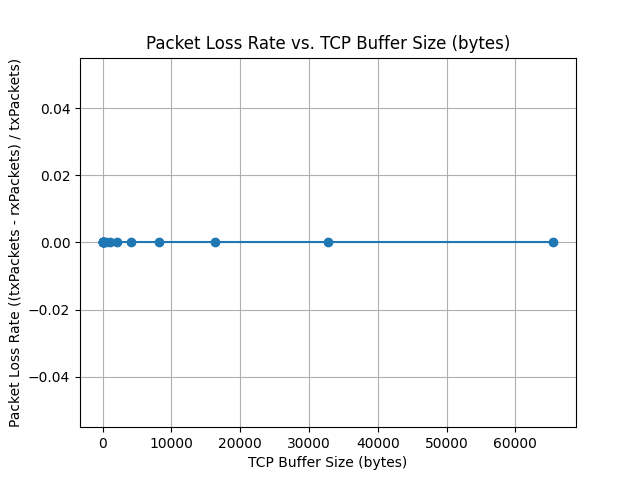 Packet Loss Rate vs. TCP Buffer Size (bytes)
Packet Loss Rate ((txPackets - rxPackets) / txPackets)
0.04
0.02
0.00
−0.02
−0.04
0 10000 20000 30000 40000 50000 60000
TCP Buffer Size (bytes)